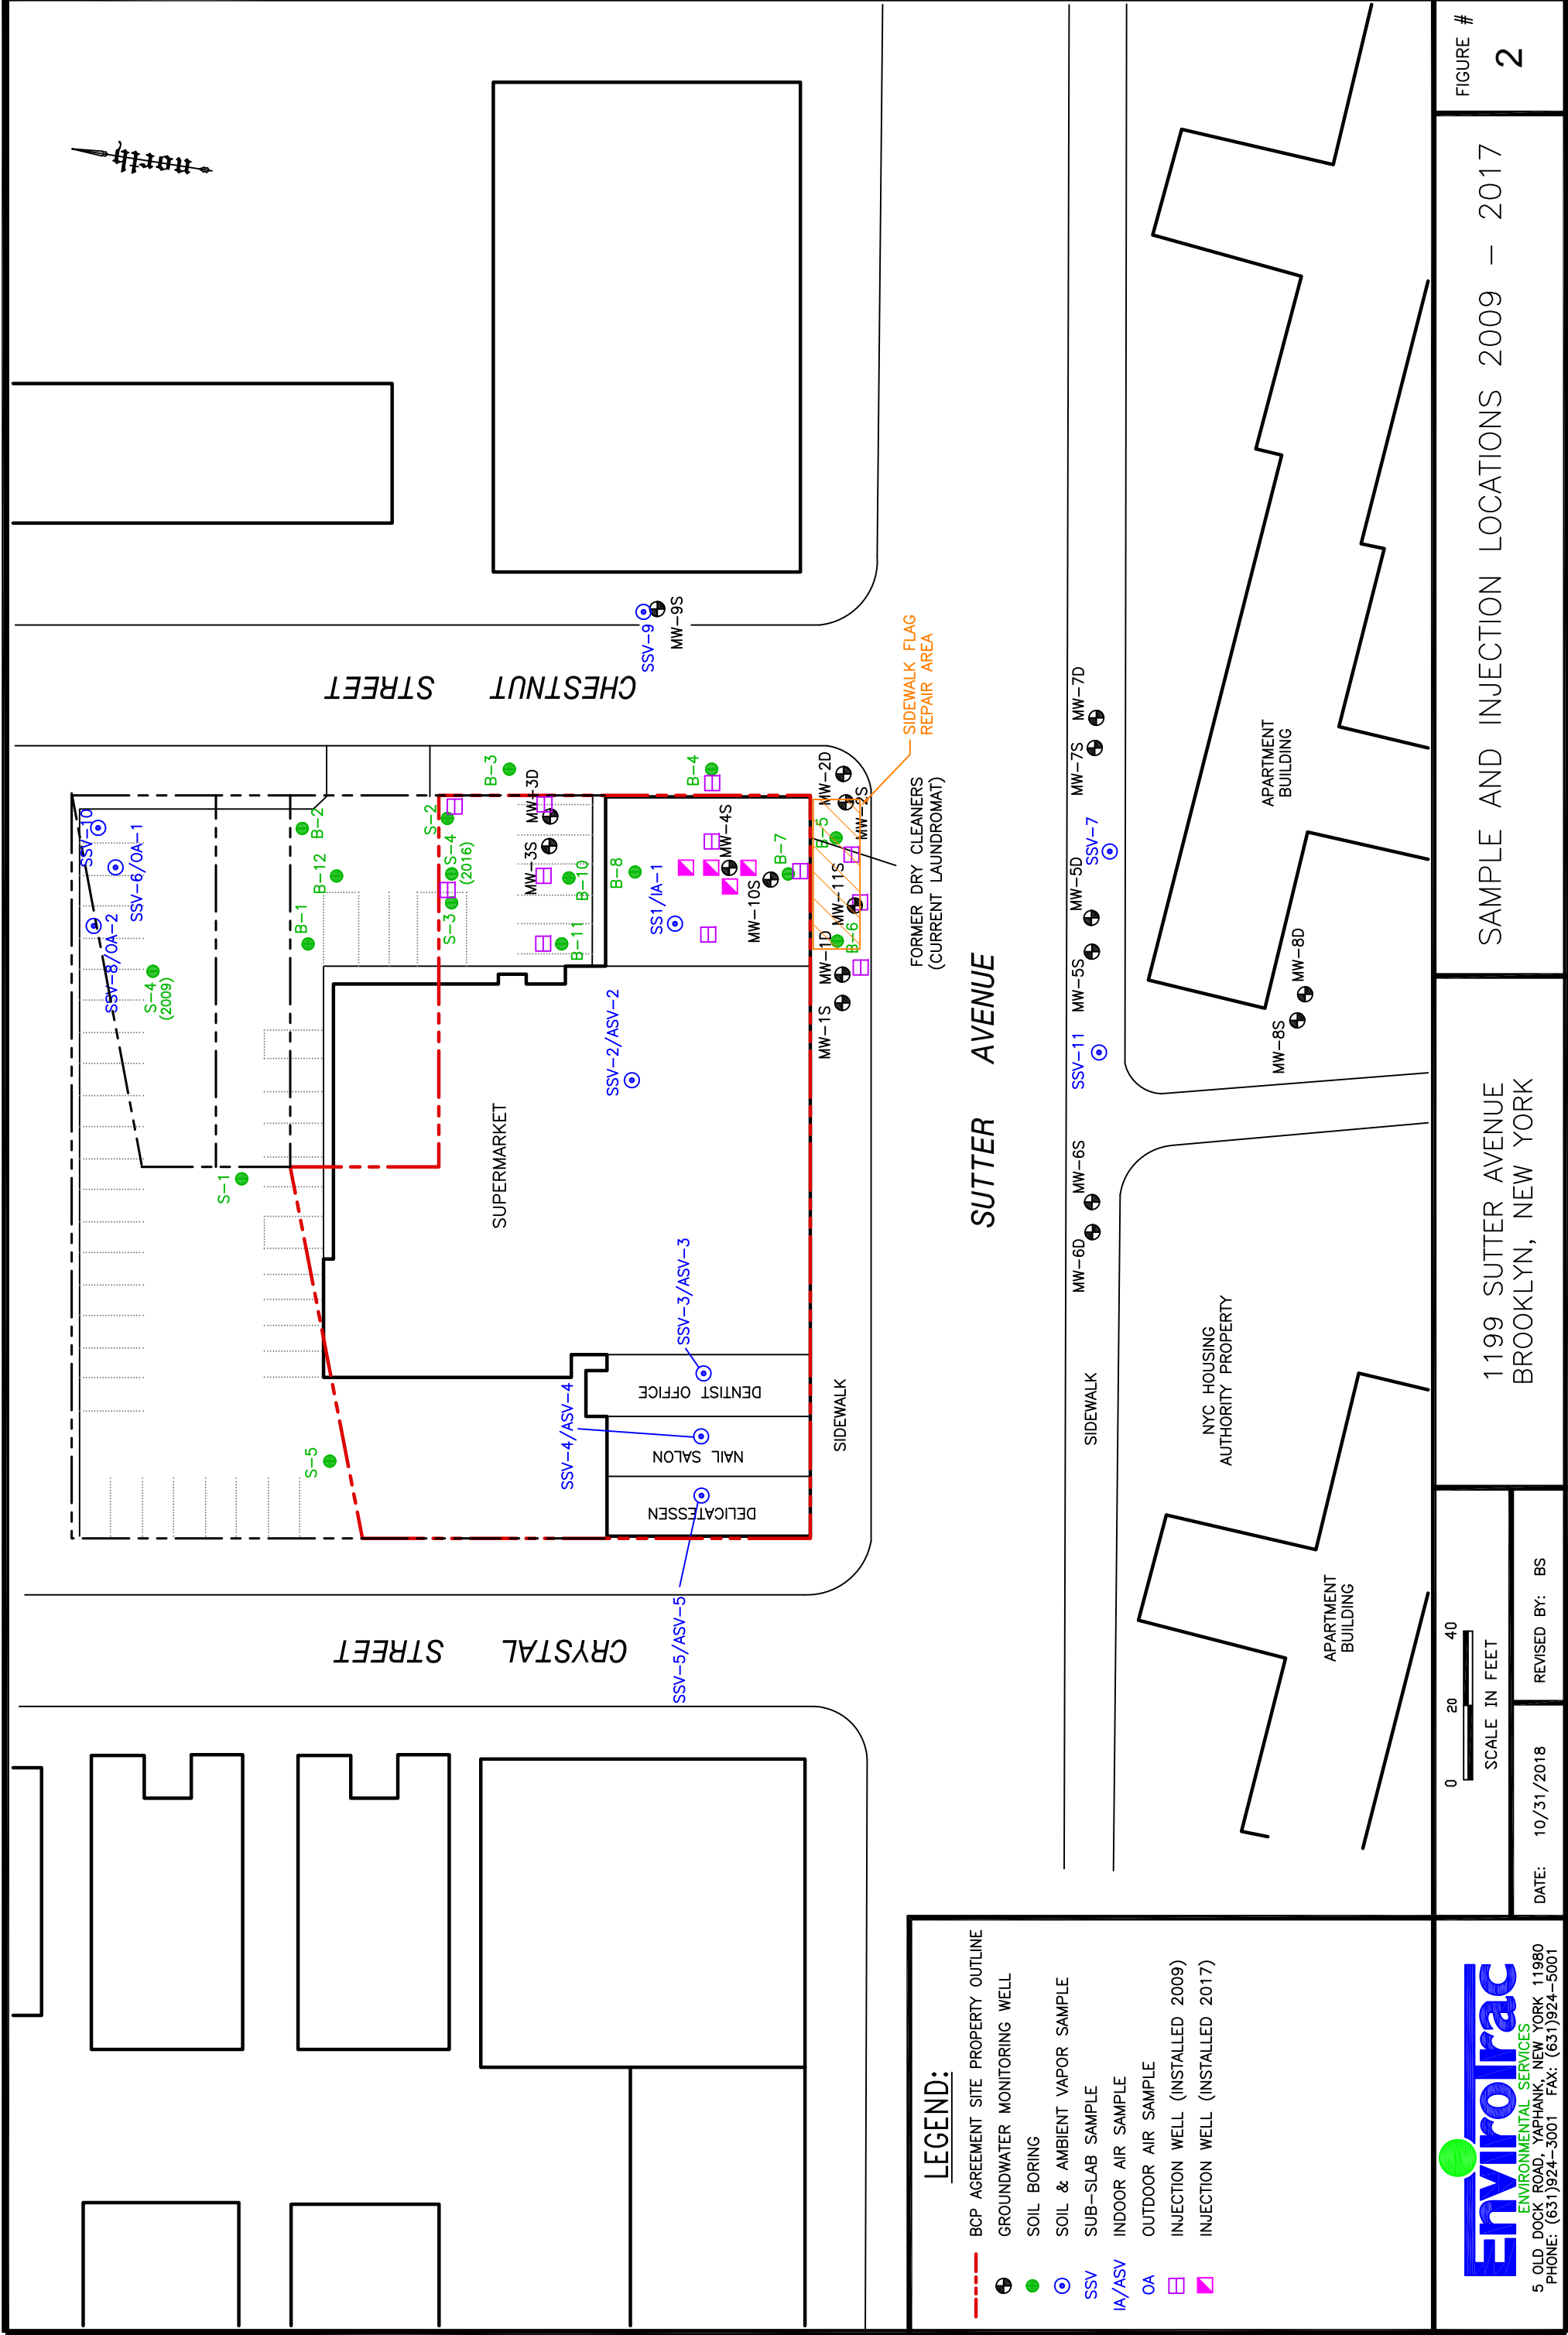 north
FIGURE #
2
SAMPLE AND INJECTION LOCATIONS 2009 - 2017
1199 SUTTER AVENUE
BROOKLYN, NEW YORK
0
20
40
SCALE IN FEET
DATE: 10/31/2018
REVISED BY: BS
EnviroTrac
ENVIRONMENTAL SERVICES
5 OLD DOCK ROAD, YAPHANK, NEW YORK 11980
PHONE: (631)924-3001 FAX: (631)924-5001
LEGEND:
BCP AGREEMENT SITE PROPERTY OUTLINE
GROUNDWATER MONITORING WELL
SOIL BORING
SOIL & AMBIENT VAPOR SAMPLE
SSV SUB-SLAB SAMPLE
IA/ASV INDOOR AIR SAMPLE
OA OUTDOOR AIR SAMPLE
INJECTION WELL (INSTALLED 2009)
INJECTION WELL (INSTALLED 2017)
CRYSTAL STREET
CHESTNUT STREET
SUTTER AVENUE
SSV-10
SSV-6/OA-1
SSV-8/OA-2
S-4
(2009)
S-1
S-5
B-1
B-12
B-2
S-2
S-4
(2016)
S-3
B-3
MW-3D
MW-3S
B-10
B-11
B-8
B-4
SS1/IA-1
MW-4S
MW-10S
B-7
B-5
MW-2D
MW-2S
MW-11S
B-6
MW-1D
MW-1S
SSV-9
MW-9S
SIDEWALK FLAG
REPAIR AREA
FORMER DRY CLEANERS
(CURRENT LAUNDROMAT)
SUPERMARKET
SSV-2/ASV-2
SSV-3/ASV-3
SSV-4/ASV-4
SSV-5/ASV-5
DENTIST OFFICE
NAIL SALON
DELICATESSEN
SIDEWALK
SIDEWALK
MW-6D
MW-6S
SSV-11
MW-5S
MW-5D
SSV-7
MW-7S
MW-7D
MW-8S
MW-8D
NYC HOUSING
AUTHORITY PROPERTY
APARTMENT
BUILDING
APARTMENT
BUILDING